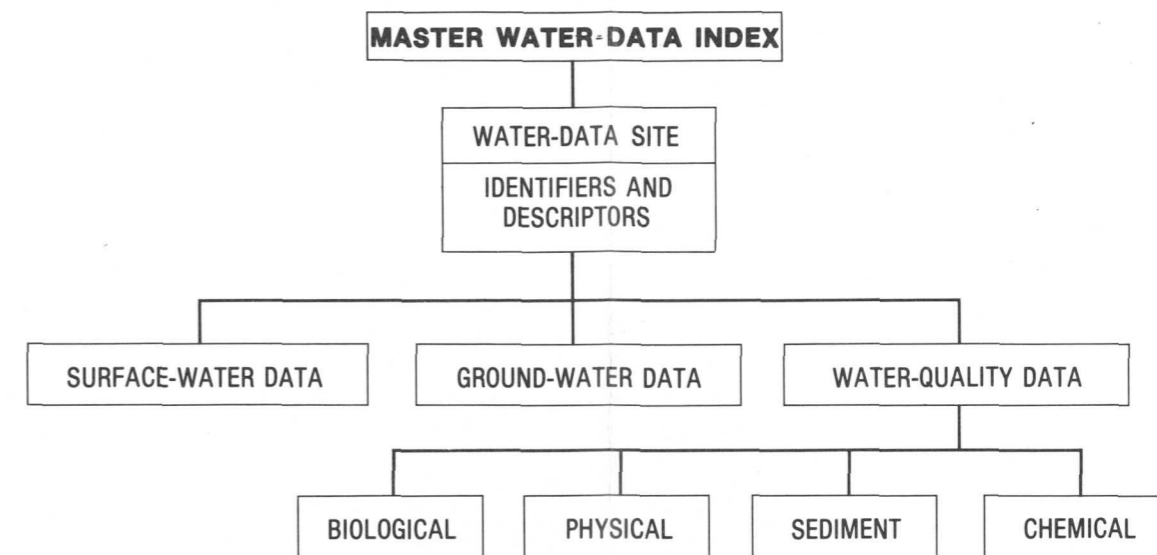 MASTER WATER-DATA INDEX
WATER-DATA SITE
IDENTIFIERS AND
DESCRIPTORS
SURFACE-WATER DATA
GROUND-WATER DATA
WATER-QUALITY DATA
BIOLOGICAL
PHYSICAL
SEDIMENT
CHEMICAL